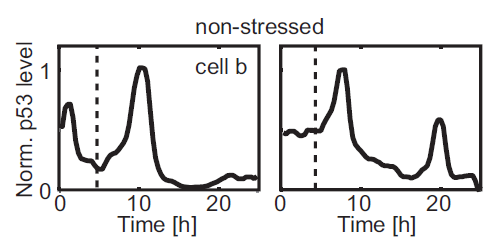 non-stressed
Norm. p53 level
1
0
cell b
0 10 20
Time [h]
0 10 20
Time [h]